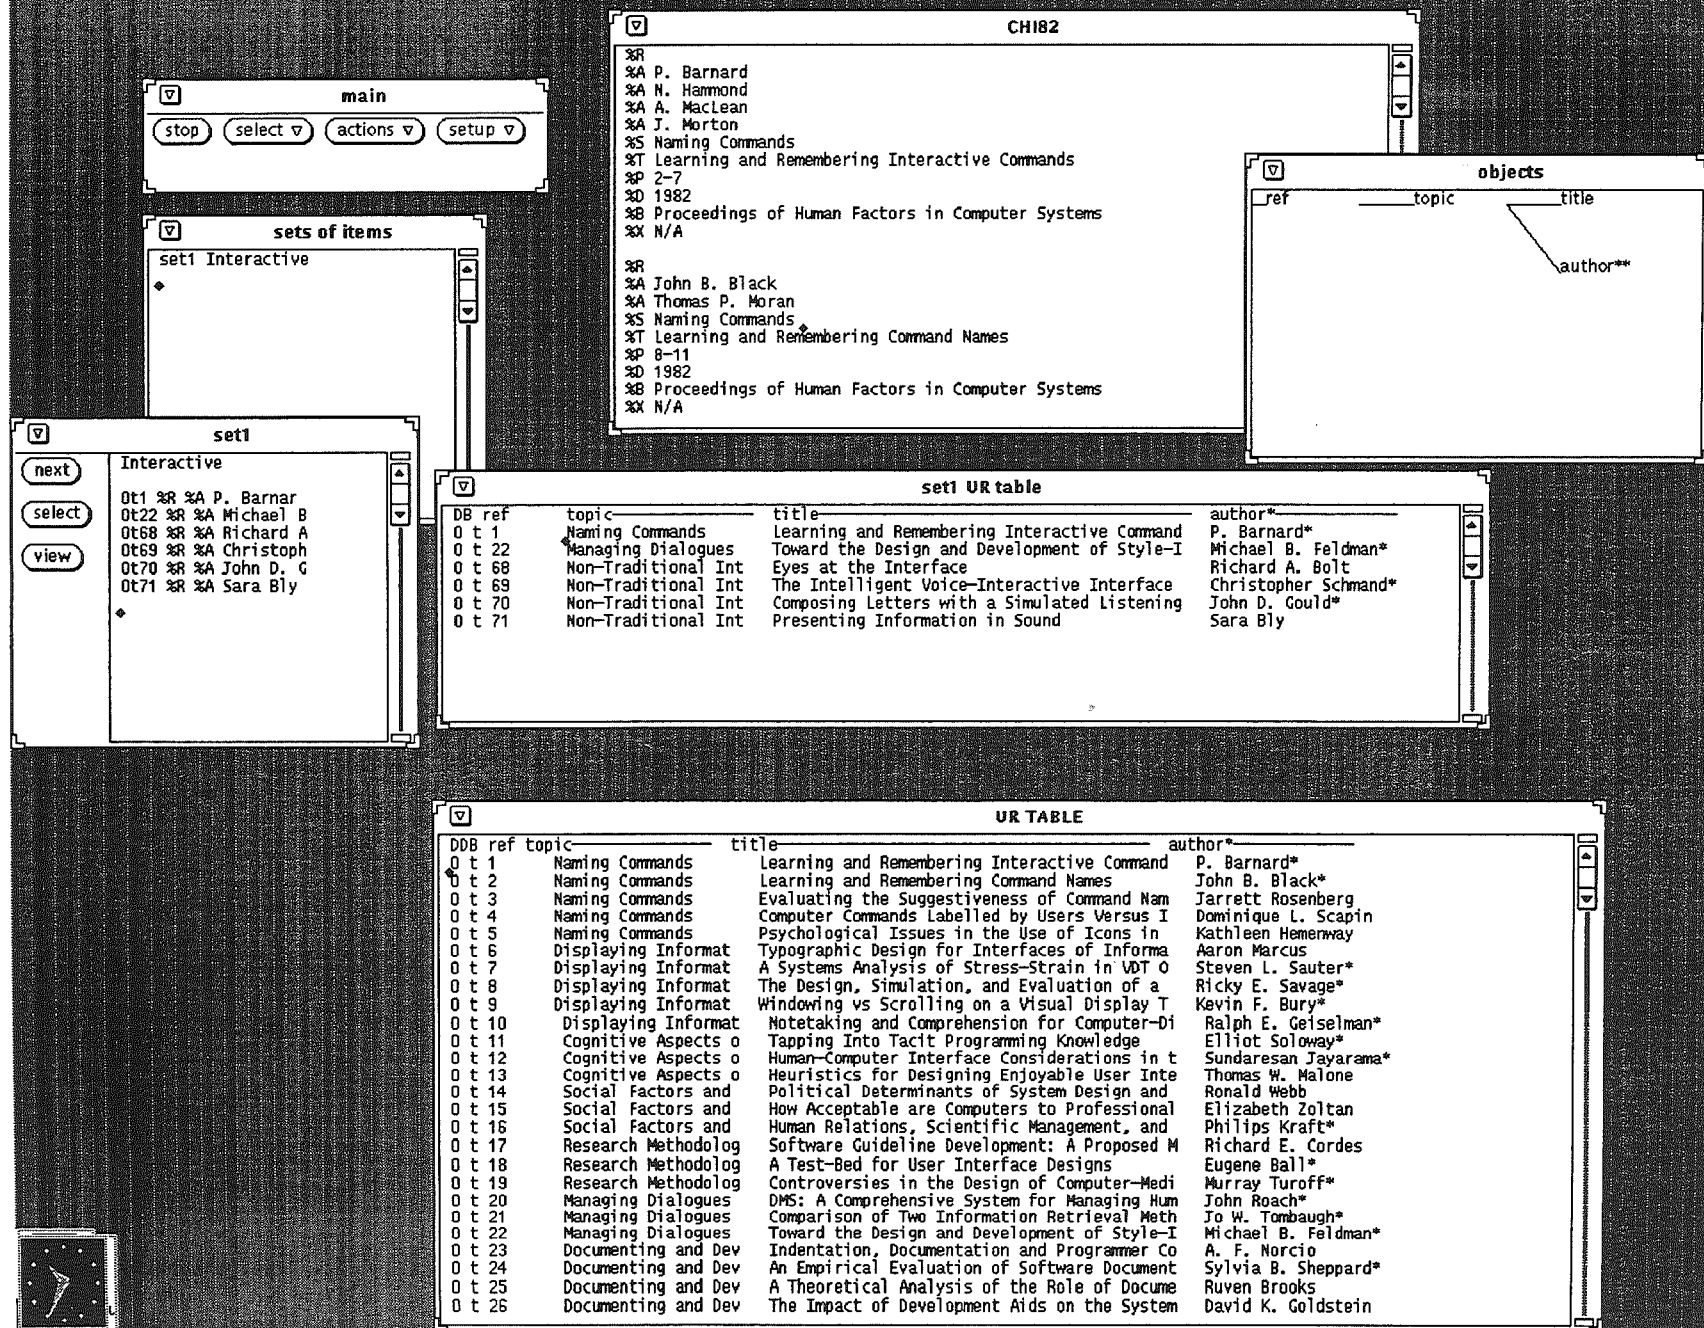 main
stop select actions setup
sets of items
set1 Interactive
set1
next
select
view
Interactive
0t1 %R %A P. Barnar
0t22 %R %A Michael B
0t68 %R %A Richard A
0t69 %R %A Christoph
0t70 %R %A John D. G
0t71 %R %A Sara Bly
CHI82
%R
%A P. Barnard
%A N. Hammond
%A A. MacLean
%A J. Morton
%S Naming Commands
%T Learning and Remembering Interactive Commands
%P 2-7
%D 1982
%B Proceedings of Human Factors in Computer Systems
%X N/A
%R
%A John B. Black
%A Thomas P. Moran
%S Naming Commands
%T Learning and Remembering Command Names
%P 8-11
%D 1982
%B Proceedings of Human Factors in Computer Systems
%X N/A
objects
ref topic title
author**
set1 UR table
DB ref topic title author*
0 t 1 Naming Commands Learning and Remembering Interactive Command P. Barnard*
0 t 22 Managing Dialogues Toward the Design and Development of Style-I Michael B. Feldman*
0 t 68 Non-Traditional Int Eyes at the Interface Richard A. Bolt
0 t 69 Non-Traditional Int The Intelligent Voice-Interactive Interface Christopher Schmand*
0 t 70 Non-Traditional Int Composing Letters with a Simulated Listening John D. Gould*
0 t 71 Non-Traditional Int Presenting Information in Sound Sara Bly
UR TABLE
DDB ref topic title author*
0 t 1 Naming Commands Learning and Remembering Interactive Command P. Barnard*
0 t 2 Naming Commands Learning and Remembering Command Names John B. Black*
0 t 3 Naming Commands Evaluating the Suggestiveness of Command Nam Jarrett Rosenberg
0 t 4 Naming Commands Computer Commands Labelled by Users Versus I Dominique L. Scapin
0 t 5 Naming Commands Psychological Issues in the Use of Icons in Kathleen Hemenway
0 t 6 Displaying Informat Typographic Design for Interfaces of Informa Aaron Marcus
0 t 7 Displaying Informat A Systems Analysis of Stress-Strain in VDT O Steven L. Sauter*
0 t 8 Displaying Informat The Design, Simulation, and Evaluation of a Ricky E. Savage*
0 t 9 Displaying Informat Windowing vs Scrolling on a Visual Display T Kevin F. Bury*
0 t 10 Displaying Informat Notetaking and Comprehension for Computer-Di Ralph E. Geiselman*
0 t 11 Cognitive Aspects o Tapping Into Tacit Programming Knowledge Elliot Soloway*
0 t 12 Cognitive Aspects o Human-Computer Interface Considerations in t Sundaresan Jayarama*
0 t 13 Cognitive Aspects o Heuristics for Designing Enjoyable User Inte Thomas W. Malone
0 t 14 Social Factors and Political Determinants of System Design and Ronald Webb
0 t 15 Social Factors and How Acceptable are Computers to Professional Elizabeth Zoltan
0 t 16 Social Factors and Human Relations, Scientific Management, and Philips Kraft*
0 t 17 Research Methodolog Software Guideline Development: A Proposed M Richard E. Cordes
0 t 18 Research Methodolog A Test-Bed for User Interface Designs Eugene Ball*
0 t 19 Research Methodolog Controversies in the Design of Computer-Medi Murray Turoff*
0 t 20 Managing Dialogues DMS: A Comprehensive System for Managing Hum John Roach*
0 t 21 Managing Dialogues Comparison of Two Information Retrieval Meth Jo W. Tombaugh*
0 t 22 Managing Dialogues Toward the Design and Development of Style-I Michael B. Feldman*
0 t 23 Documenting and Dev Indentation, Documentation and Programmer Co A. F. Norcio
0 t 24 Documenting and Dev An Empirical Evaluation of Software Document Sylvia B. Sheppard*
0 t 25 Documenting and Dev A Theoretical Analysis of the Role of Docume Ruven Brooks
0 t 26 Documenting and Dev The Impact of Development Aids on the System David K. Goldstein